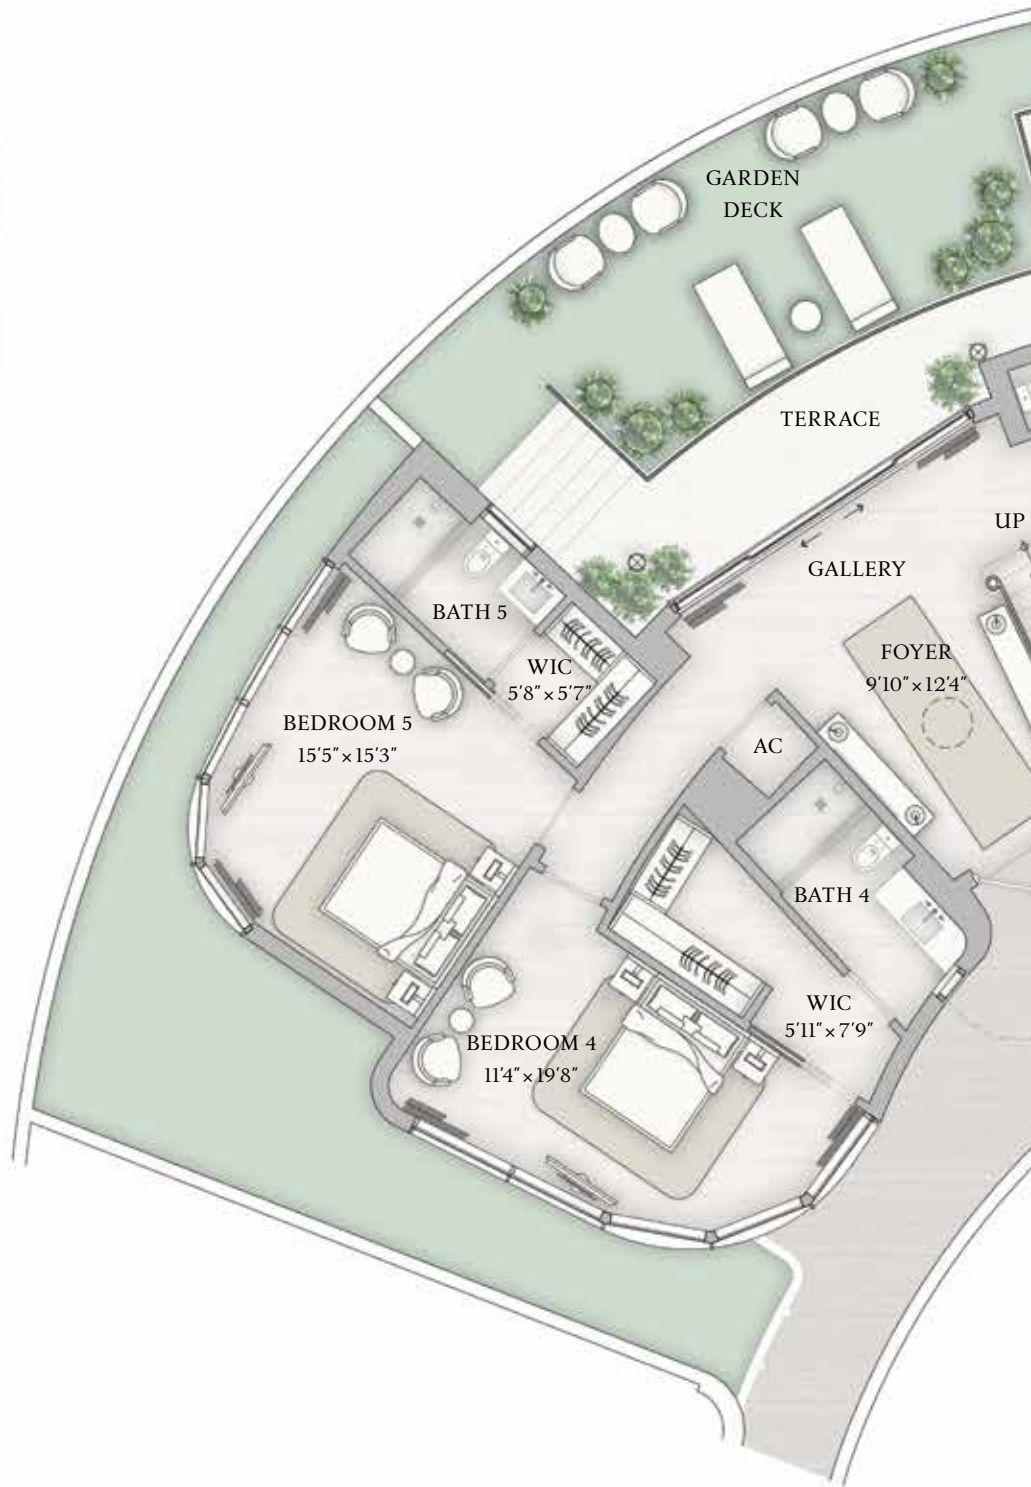 GARDEN
DECK
TERRACE
UP
GALLERY
BATH 5
FOYER
9'10" × 12'4"
WIC
5'8" × 5'7"
BEDROOM 5
15'5" × 15'3"
AC
BATH 4
WIC
5'11" × 7'9"
BEDROOM 4
11'4" × 19'8"